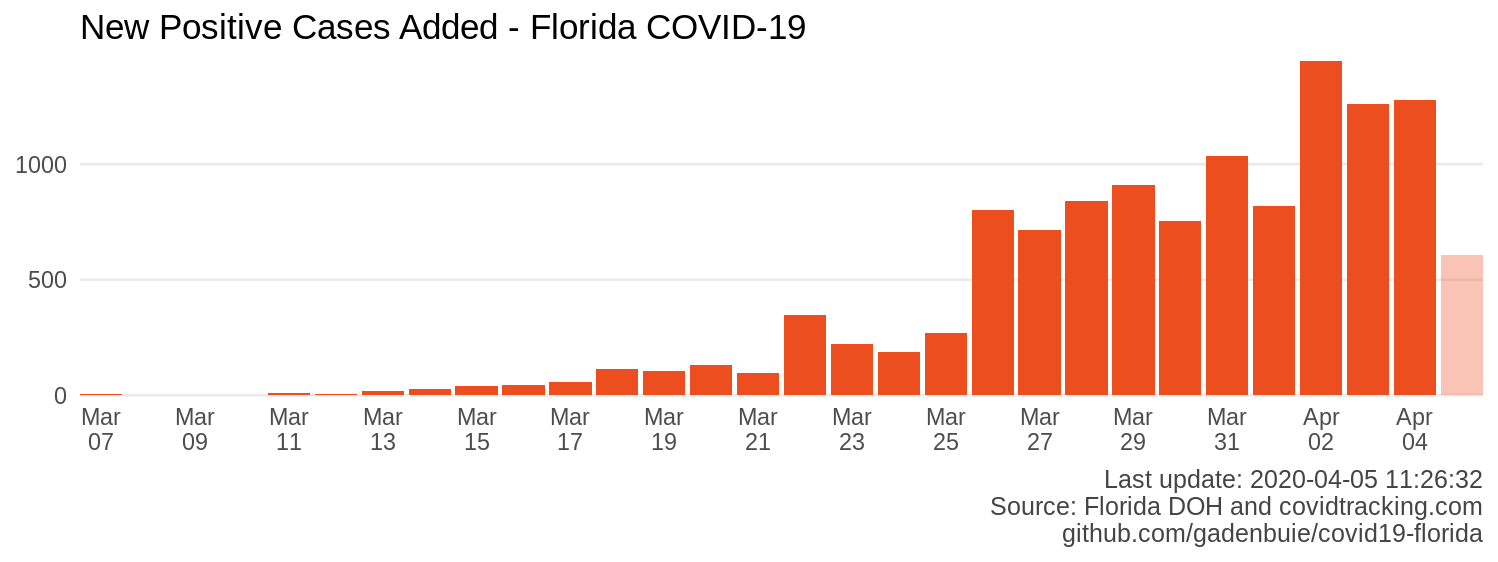 New Positive Cases Added - Florida COVID-19
1000
500
0
Mar Mar Mar Mar Mar Mar Mar Mar Mar Mar Mar Mar Mar Apr Apr
07 09 11 13 15 17 19 21 23 25 27 29 31 02 04
Last update: 2020-04-05 11:26:32
Source: Florida DOH and covidtracking.com
github.com/gadenbuie/covid19-florida